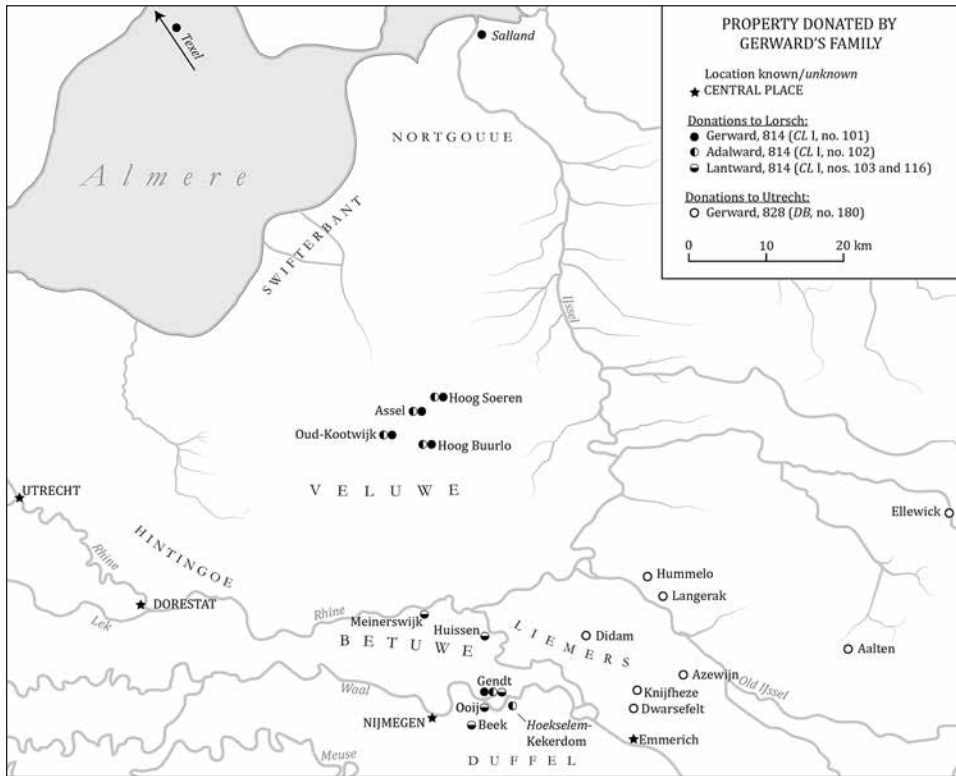 PROPERTY DONATED BY
GERWARD'S FAMILY
Location known/unknown
CENTRAL PLACE
Donations to Lorsch:
Gerward, 814 (CL I, no. 101)
Adalward, 814 (CL I, no. 102)
Lantward, 814 (CL I, nos. 103 and 116)
Donations to Utrecht:
Gerward, 828 (DB, no. 180)
0 10 20 km
Texel
Salland
NORTGOUUE
Almere
SWIFTERBANT
IJssel
Hoog Soeren
Assel
Oud-Kootwijk
Hoog Buurlo
VELUWE
UTRECHT
Ellewick
Rhine
HINTINGOE
Hummelo
Langerak
DORESTAT
Lek
Rhine
Meinerswijk
Huissen
BETUWE
LIEMERS
Didam
Aalten
Azewijn
Gendt
Waal
Knijfheze
Old IJssel
Ooij
Dwarsefelt
NIJMEGEN
Beek
Hoekselem-
Kekerdom
Emmerich
Meuse
DUFFEL